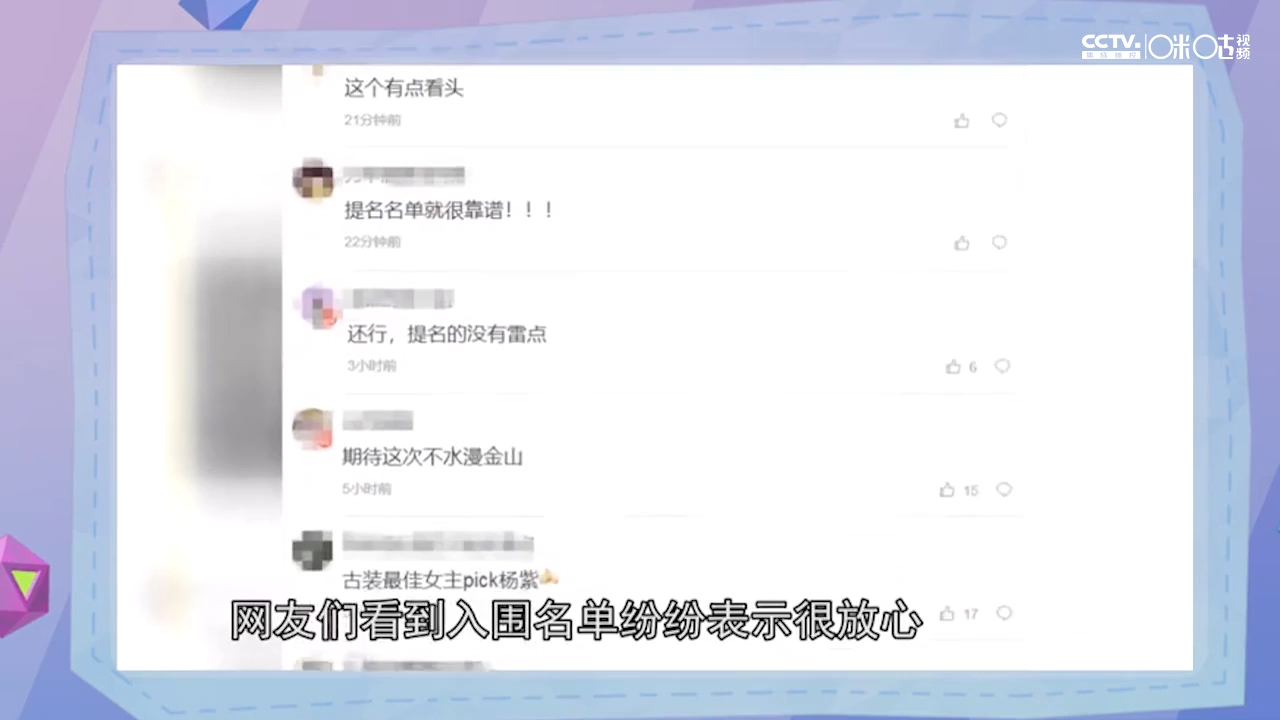 CCTV.
咪咕视频
这个有点看头
21分钟前
提名名单就很靠谱！！！
22分钟前
还行，提名的没有雷点
3小时前
6
期待这次不水漫金山
5小时前
15
古装最佳女主pick杨紫
17
网友们看到入围名单纷纷表示很放心